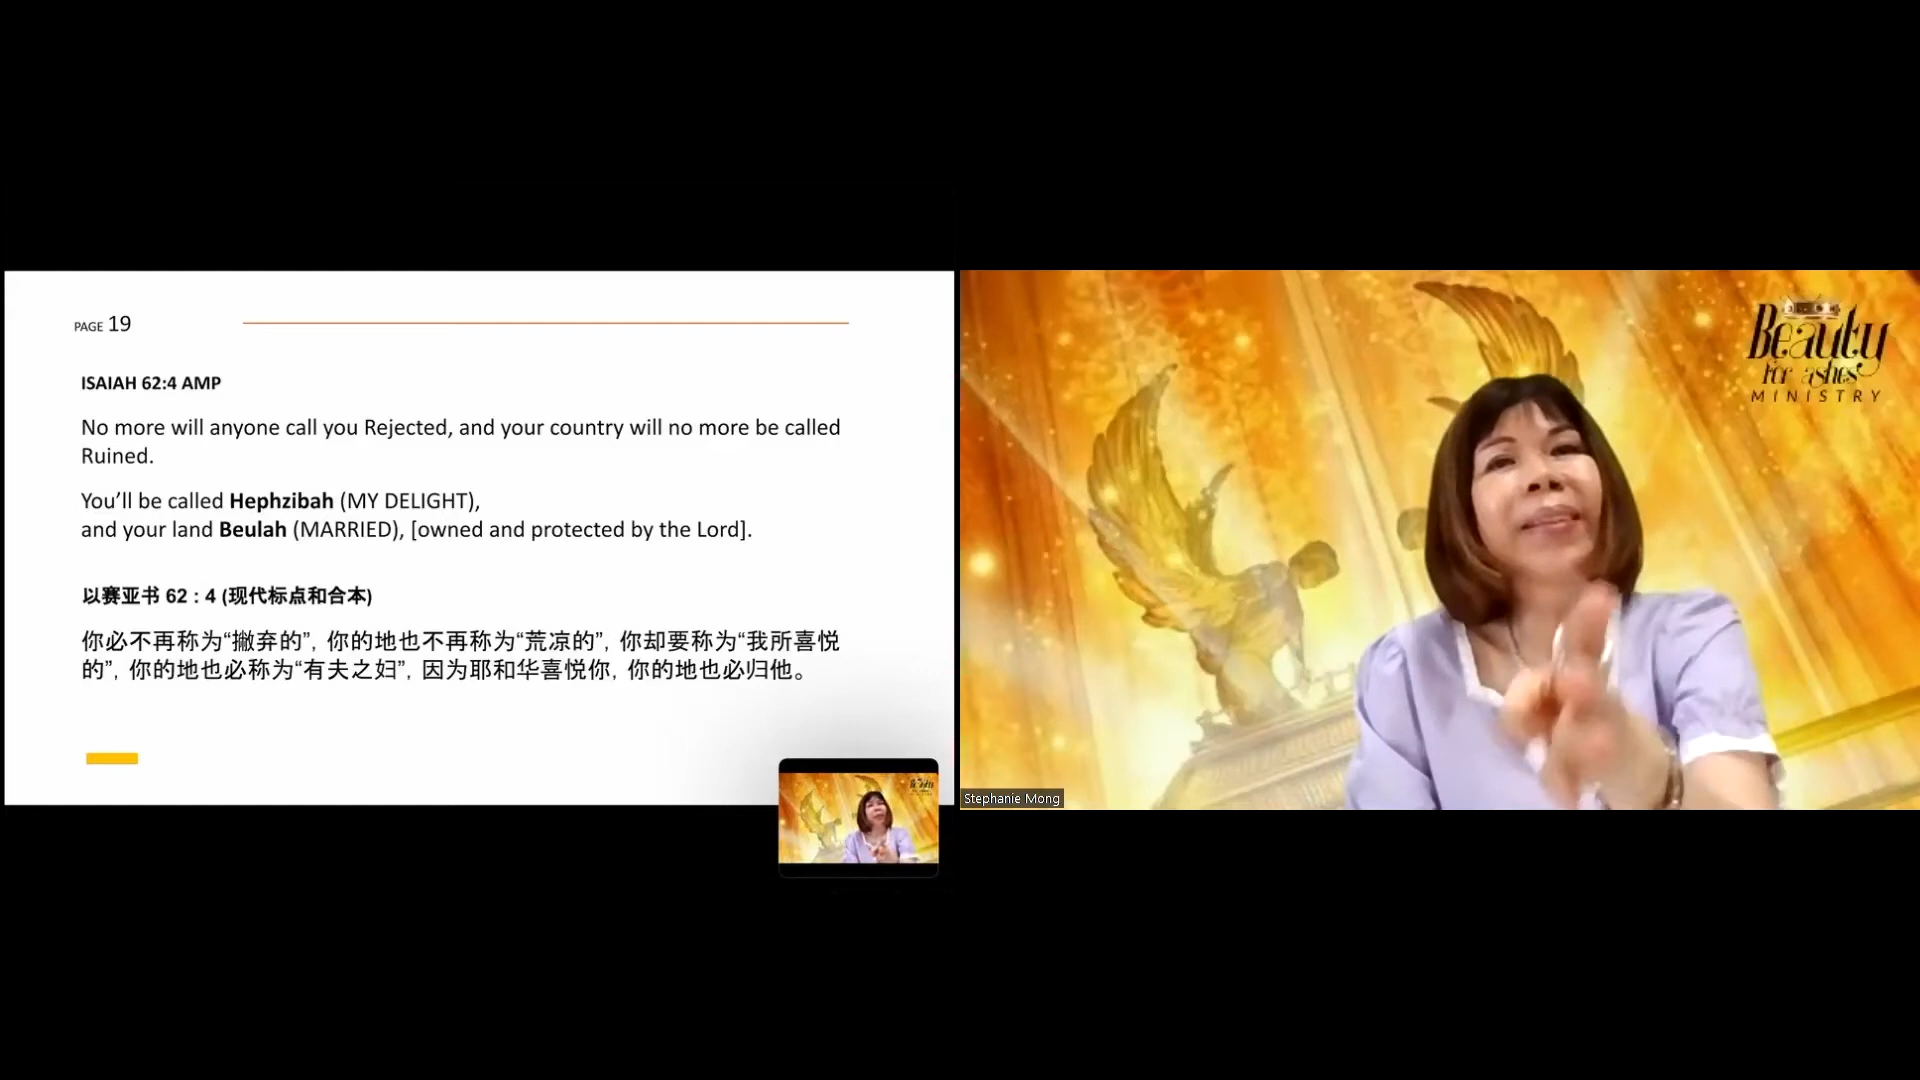 PAGE 19
ISAIAH 62:4 AMP
No more will anyone call you Rejected, and your country will no more be called
Ruined.
You’ll be called Hephzibah (MY DELIGHT),
and your land Beulah (MARRIED), [owned and protected by the Lord].
以赛亚书 62 : 4 (现代标点和合本)
你必不再称为“撇弃的”, 你的地也不再称为“荒凉的”, 你却要称为“我所喜悦
的”, 你的地也必称为“有夫之妇”, 因为耶和华喜悦你, 你的地也必归他。
Beauty
For ashes
MINISTRY
Stephanie Mong